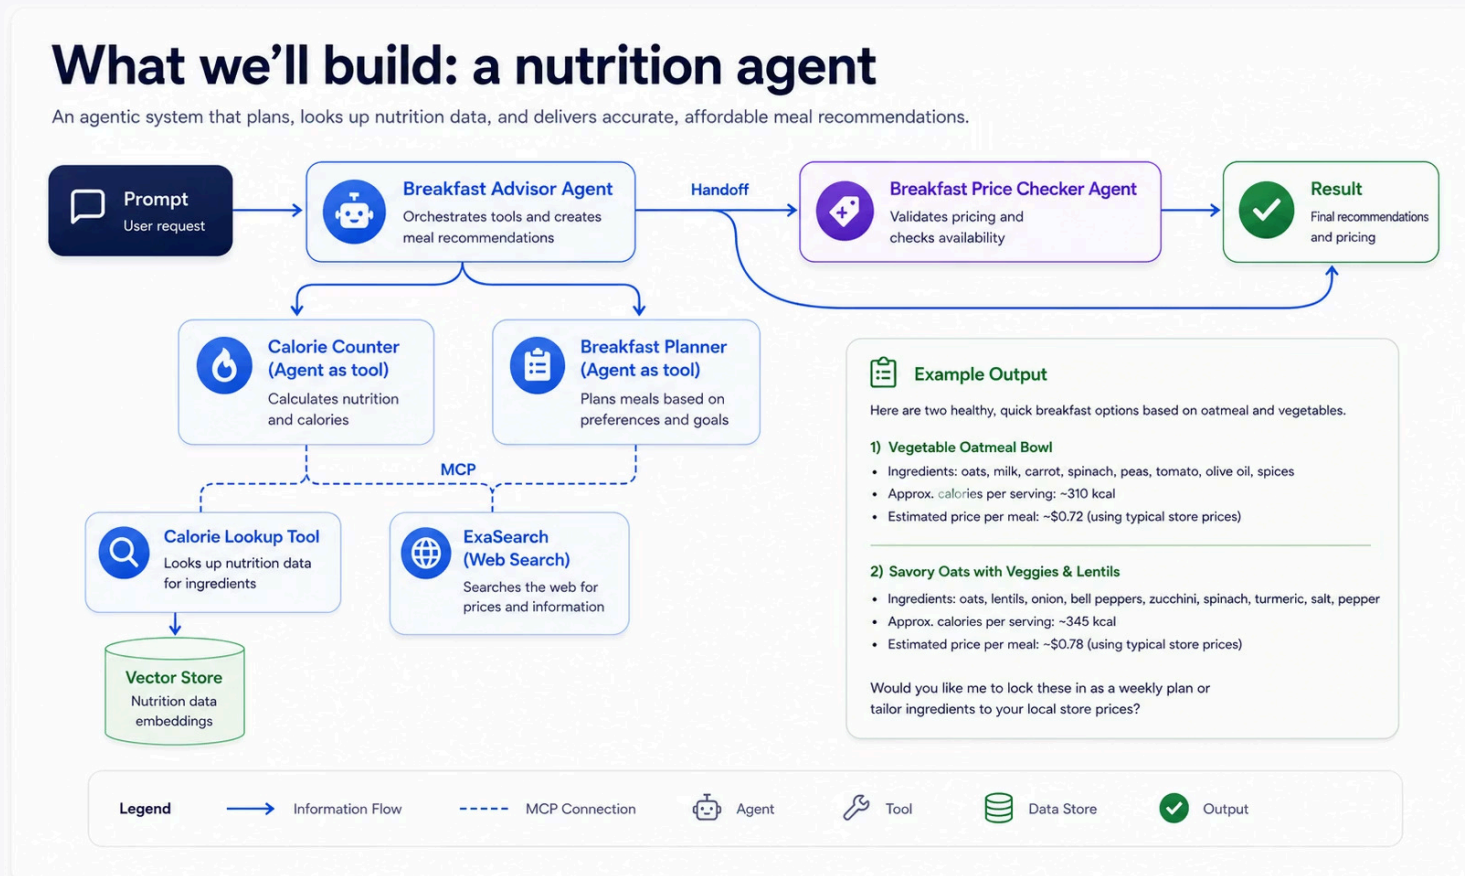 What we'll build: a nutrition agent
An agentic system that plans, looks up nutrition data, and delivers accurate, affordable meal recommendations.
Prompt
User request
Breakfast Advisor Agent
Orchestrates tools and creates
meal recommendations
Handoff
Breakfast Price Checker Agent
Validates pricing and
checks availability
Result
Final recommendations
and pricing
Calorie Counter
(Agent as tool)
Calculates nutrition
and calories
Breakfast Planner
(Agent as tool)
Plans meals based on
preferences and goals
MCP
Calorie Lookup Tool
Looks up nutrition data
for ingredients
ExaSearch
(Web Search)
Searches the web for
prices and information
Vector Store
Nutrition data
embeddings
Example Output
Here are two healthy, quick breakfast options based on oatmeal and vegetables.
1) Vegetable Oatmeal Bowl
• Ingredients: oats, milk, carrot, spinach, peas, tomato, olive oil, spices
• Approx. calories per serving: ~310 kcal
• Estimated price per meal: ~$0.72 (using typical store prices)
2) Savory Oats with Veggies & Lentils
• Ingredients: oats, lentils, onion, bell peppers, zucchini, spinach, turmeric, salt, pepper
• Approx. calories per serving: ~345 kcal
• Estimated price per meal: ~$0.78 (using typical store prices)
Would you like me to lock these in as a weekly plan or
tailor ingredients to your local store prices?
Legend
Information Flow
MCP Connection
Agent
Tool
Data Store
Output